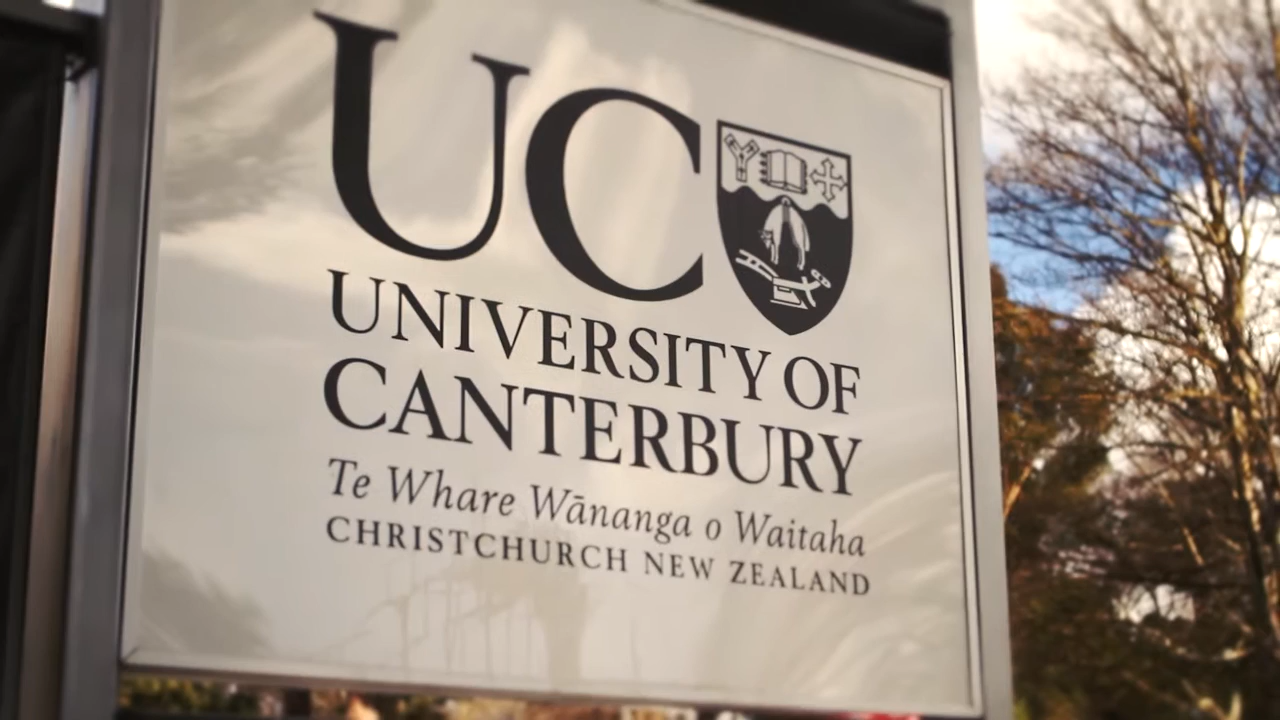 UC
UNIVERSITY OF
CANTERBURY
Te Whare Wānanga o Waitaha
CHRISTCHURCH NEW ZEALAND